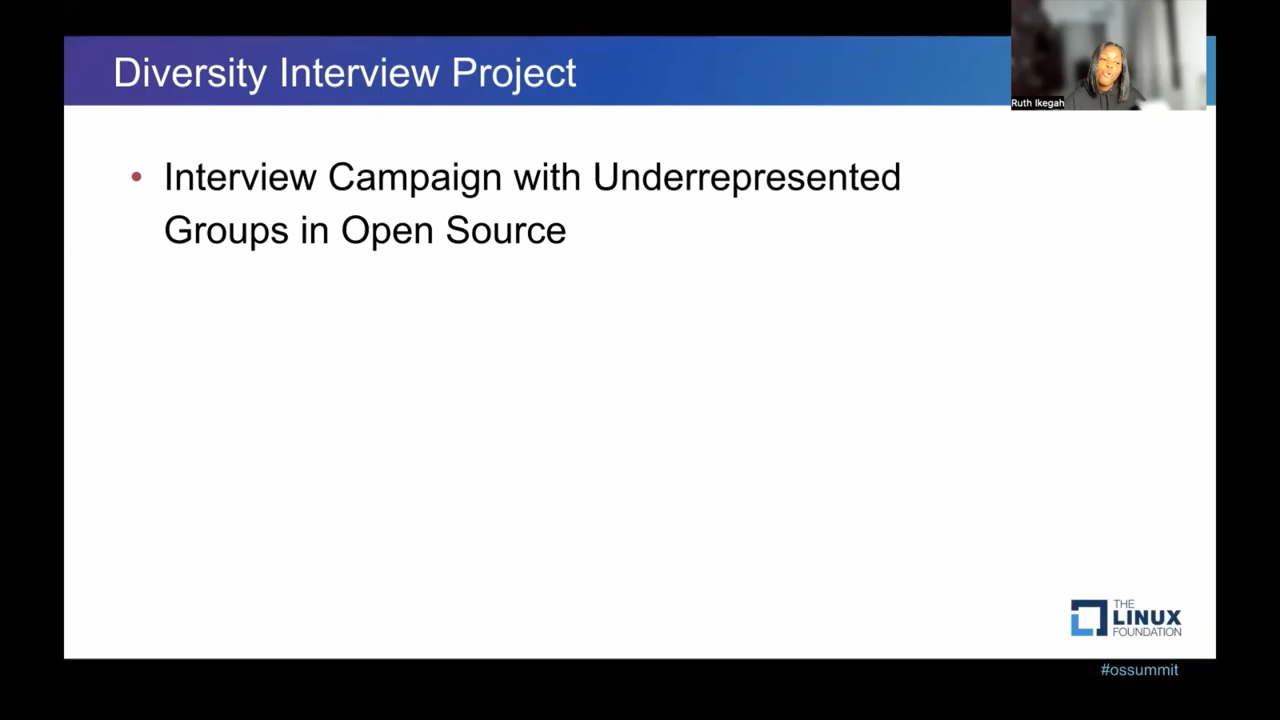 Diversity Interview Project
Ruth Ikegah
• Interview Campaign with Underrepresented
Groups in Open Source
THE
LINUX
FOUNDATION
#ossummit